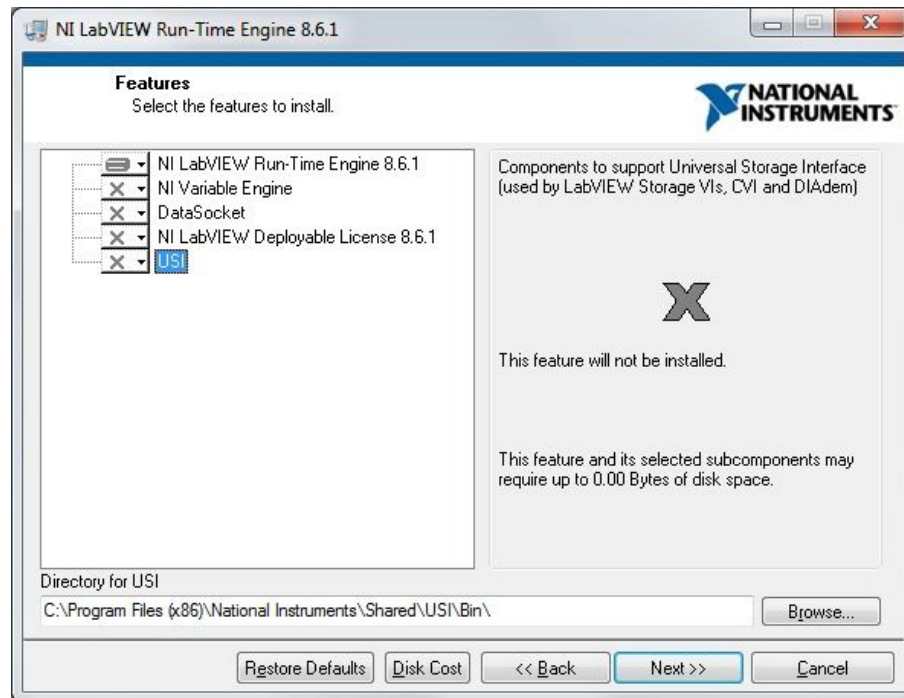 NI LabVIEW Run-Time Engine 8.6.1
Features
Select the features to install.
NATIONAL
INSTRUMENTS
NI LabVIEW Run-Time Engine 8.6.1
NI Variable Engine
DataSocket
NI LabVIEW Deployable License 8.6.1
USI
Components to support Universal Storage Interface
(used by LabVIEW Storage VIs, CVI and DIAdem)
This feature will not be installed.
This feature and its selected subcomponents may
require up to 0.00 Bytes of disk space.
Directory for USI
C:\Program Files (x86)\National Instruments\Shared\USI\Bin\
Browse...
Restore Defaults
Disk Cost
<< Back
Next >>
Cancel